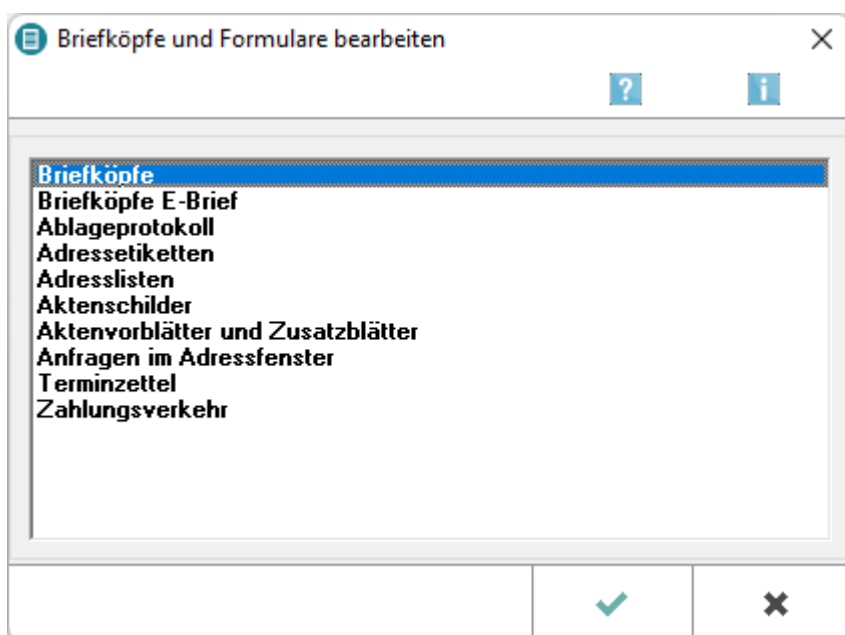 Briefköpfe und Formulare bearbeiten
? i
Briefköpfe
Briefköpfe E-Brief
Ablageprotokoll
Adressetiketten
Adresslisten
Aktenschilder
Aktenvorblätter und Zusatzblätter
Anfragen im Adressfenster
Terminzettel
Zahlungsverkehr